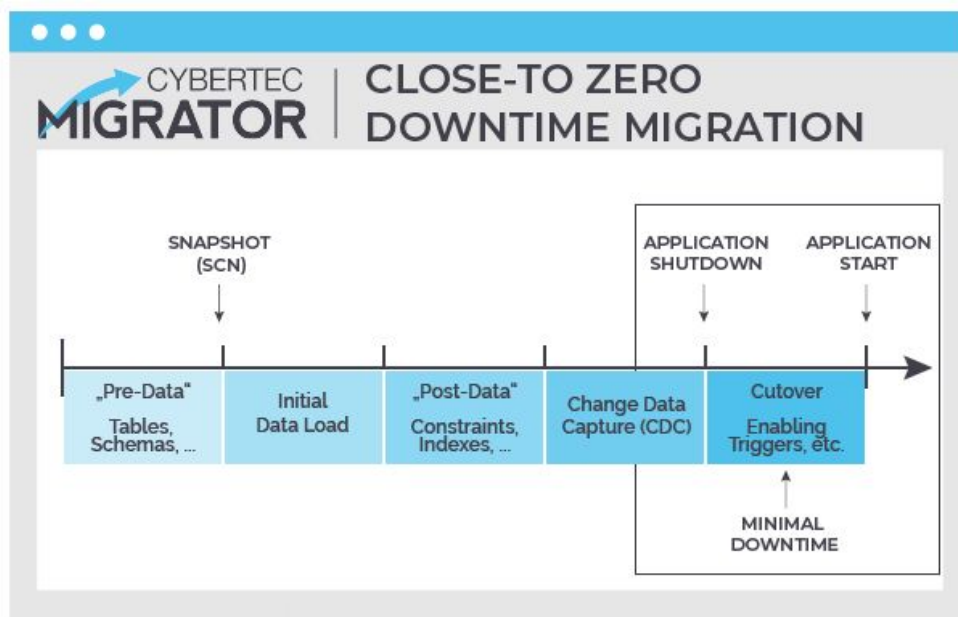 CYBERTEC
MIGRATOR
CLOSE-TO ZERO
DOWNTIME MIGRATION
SNAPSHOT
(SCN)
APPLICATION
SHUTDOWN
APPLICATION
START
„Pre-Data“
Tables,
Schemas, ...
Initial
Data Load
„Post-Data“
Constraints,
Indexes, ...
Change Data
Capture (CDC)
Cutover
Enabling
Triggers, etc.
MINIMAL
DOWNTIME